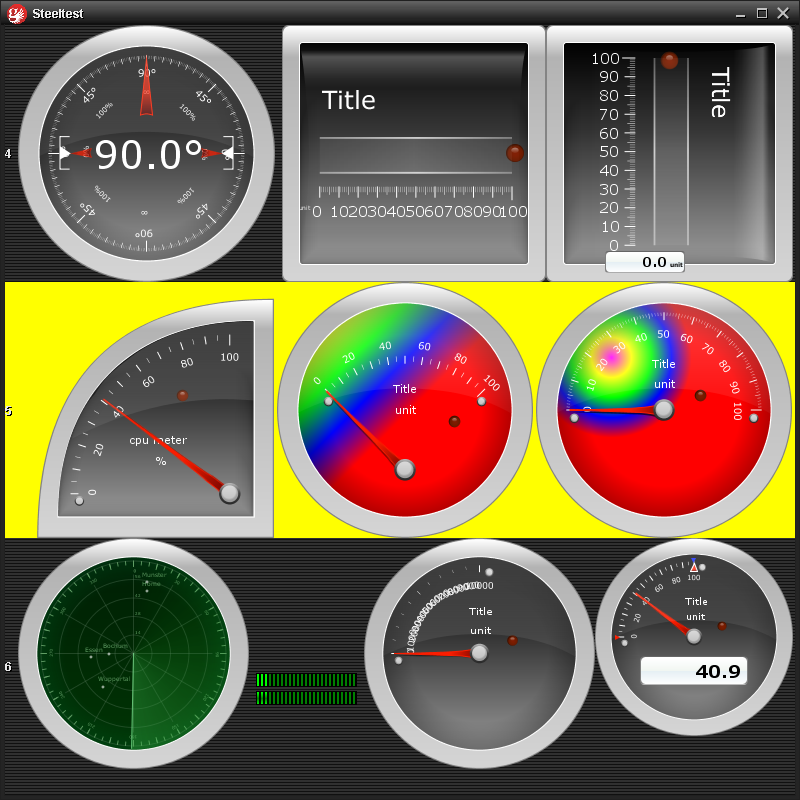 Steeltest
4
90°
45°
45°
100%
100%
90.0°
100%
100%
45°
45°
∞
90°
Title
unit 0 10 20 30 40 50 60 70 80 90 100
100
90
80
70
60
50
40
30
20
10
0
Title
0.0 unit
5
0 20 40 60 80 100
cpu meter
%
0 20 40 60 80 100
Title
unit
0 10 20 30 40 50 60 70 80 90 100
Title
unit
6
Munster
Home
Bochum
Essen
Wuppertal
Title
unit
0 20 40 60 80 100
Title
unit
40.9